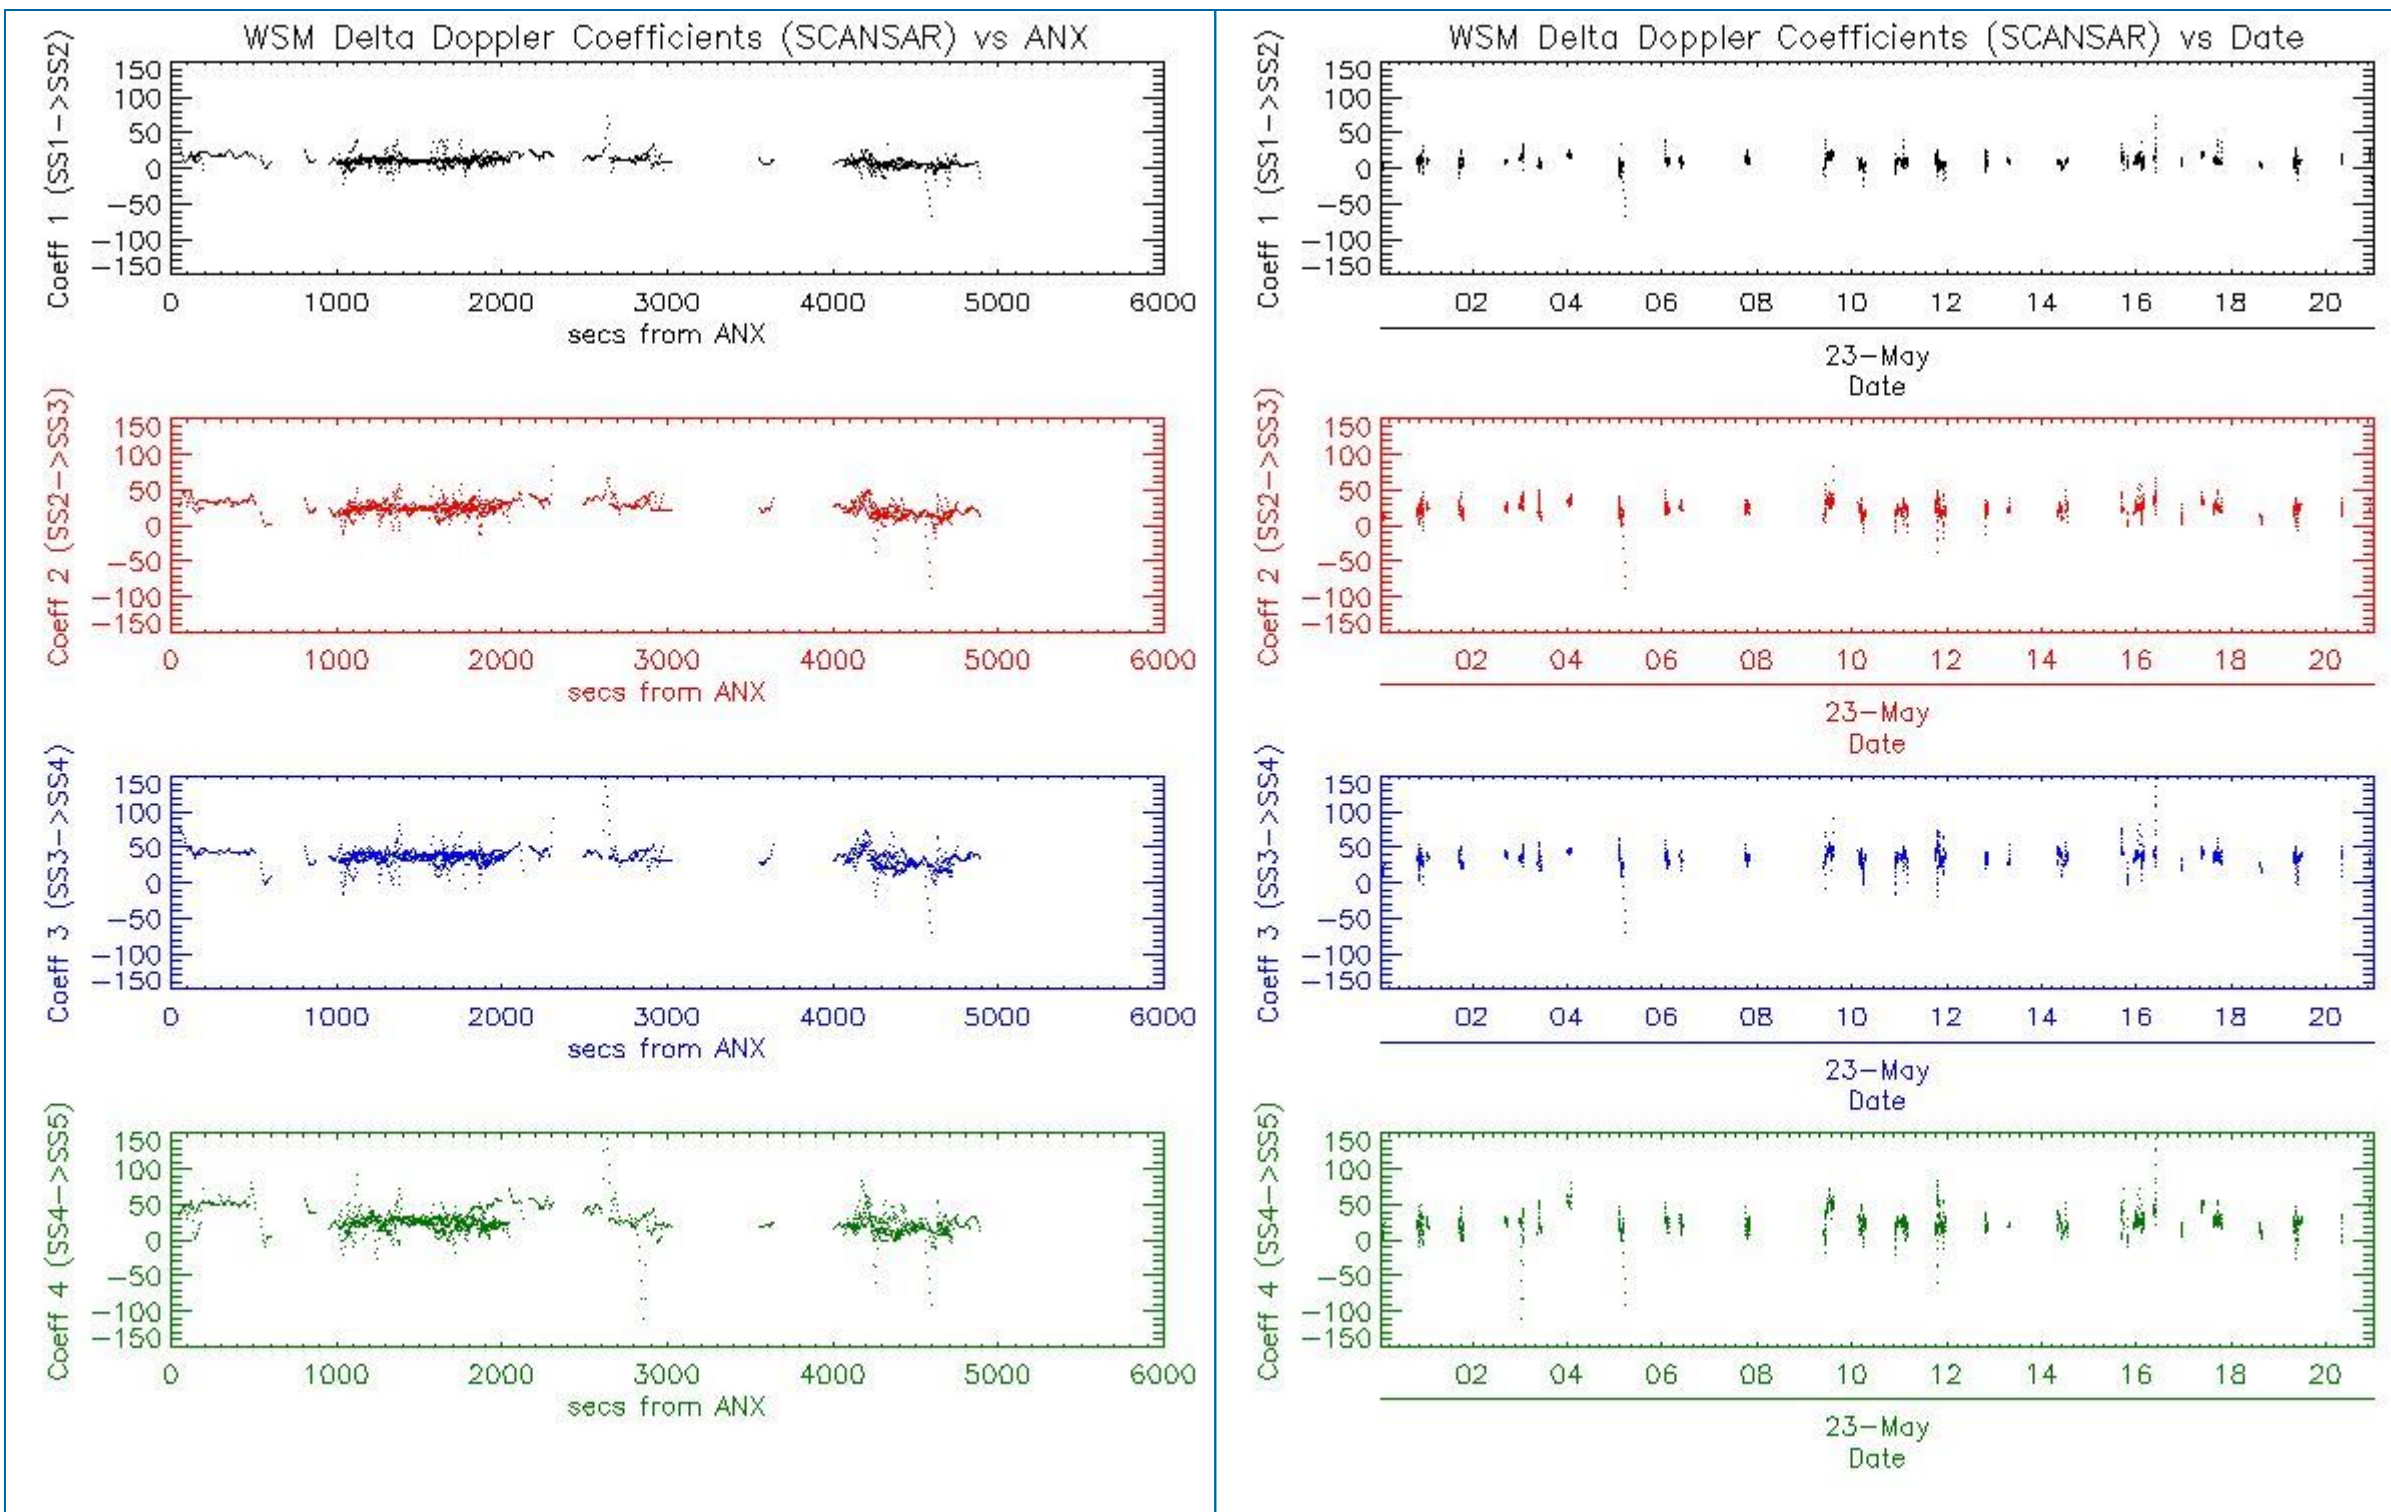 WSM Delta Doppler Coefficients (SCANSAR) vs ANX
Coeff 1 (SS1->SS2)
150
100
50
0
-50
-100
-150
0 1000 2000 3000 4000 5000 6000
secs from ANX
Coeff 2 (SS2->SS3)
150
100
50
0
-50
-100
-150
0 1000 2000 3000 4000 5000 6000
secs from ANX
Coeff 3 (SS3->SS4)
150
100
50
0
-50
-100
-150
0 1000 2000 3000 4000 5000 6000
secs from ANX
Coeff 4 (SS4->SS5)
150
100
50
0
-50
-100
-150
0 1000 2000 3000 4000 5000 6000
secs from ANX
WSM Delta Doppler Coefficients (SCANSAR) vs Date
Coeff 1 (SS1->SS2)
150
100
50
0
-50
-100
-150
02 04 06 08 10 12 14 16 18 20
23-May
Date
Coeff 2 (SS2->SS3)
150
100
50
0
-50
-100
-150
02 04 06 08 10 12 14 16 18 20
23-May
Date
Coeff 3 (SS3->SS4)
150
100
50
0
-50
-100
-150
02 04 06 08 10 12 14 16 18 20
23-May
Date
Coeff 4 (SS4->SS5)
150
100
50
0
-50
-100
-150
02 04 06 08 10 12 14 16 18 20
23-May
Date